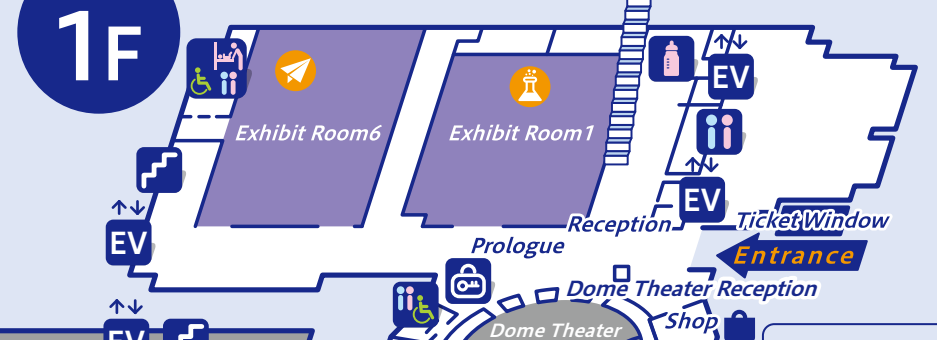 1F
EV
Exhibit Room6
Exhibit Room1
EV
EV
Reception
Ticket Window
EV
Prologue
Entrance
Dome Theater Reception
Shop
Dome Theater
EV